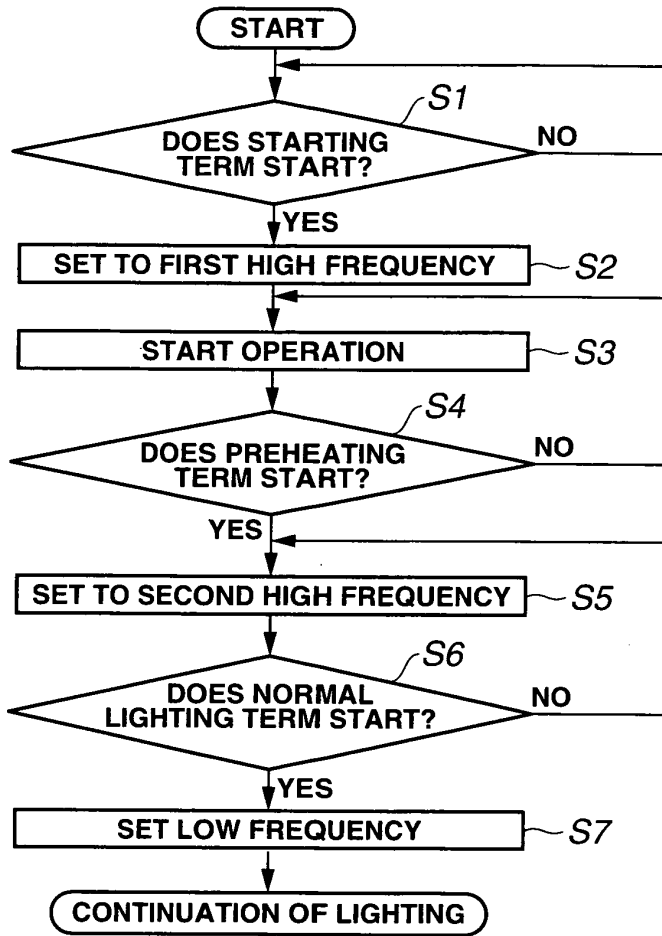 START
S1
DOES STARTING
TERM START?
NO
YES
SET TO FIRST HIGH FREQUENCY
S2
START OPERATION
S3
S4
DOES PREHEATING
TERM START?
NO
YES
SET TO SECOND HIGH FREQUENCY
S5
S6
DOES NORMAL
LIGHTING TERM START?
NO
YES
SET LOW FREQUENCY
S7
CONTINUATION OF LIGHTING